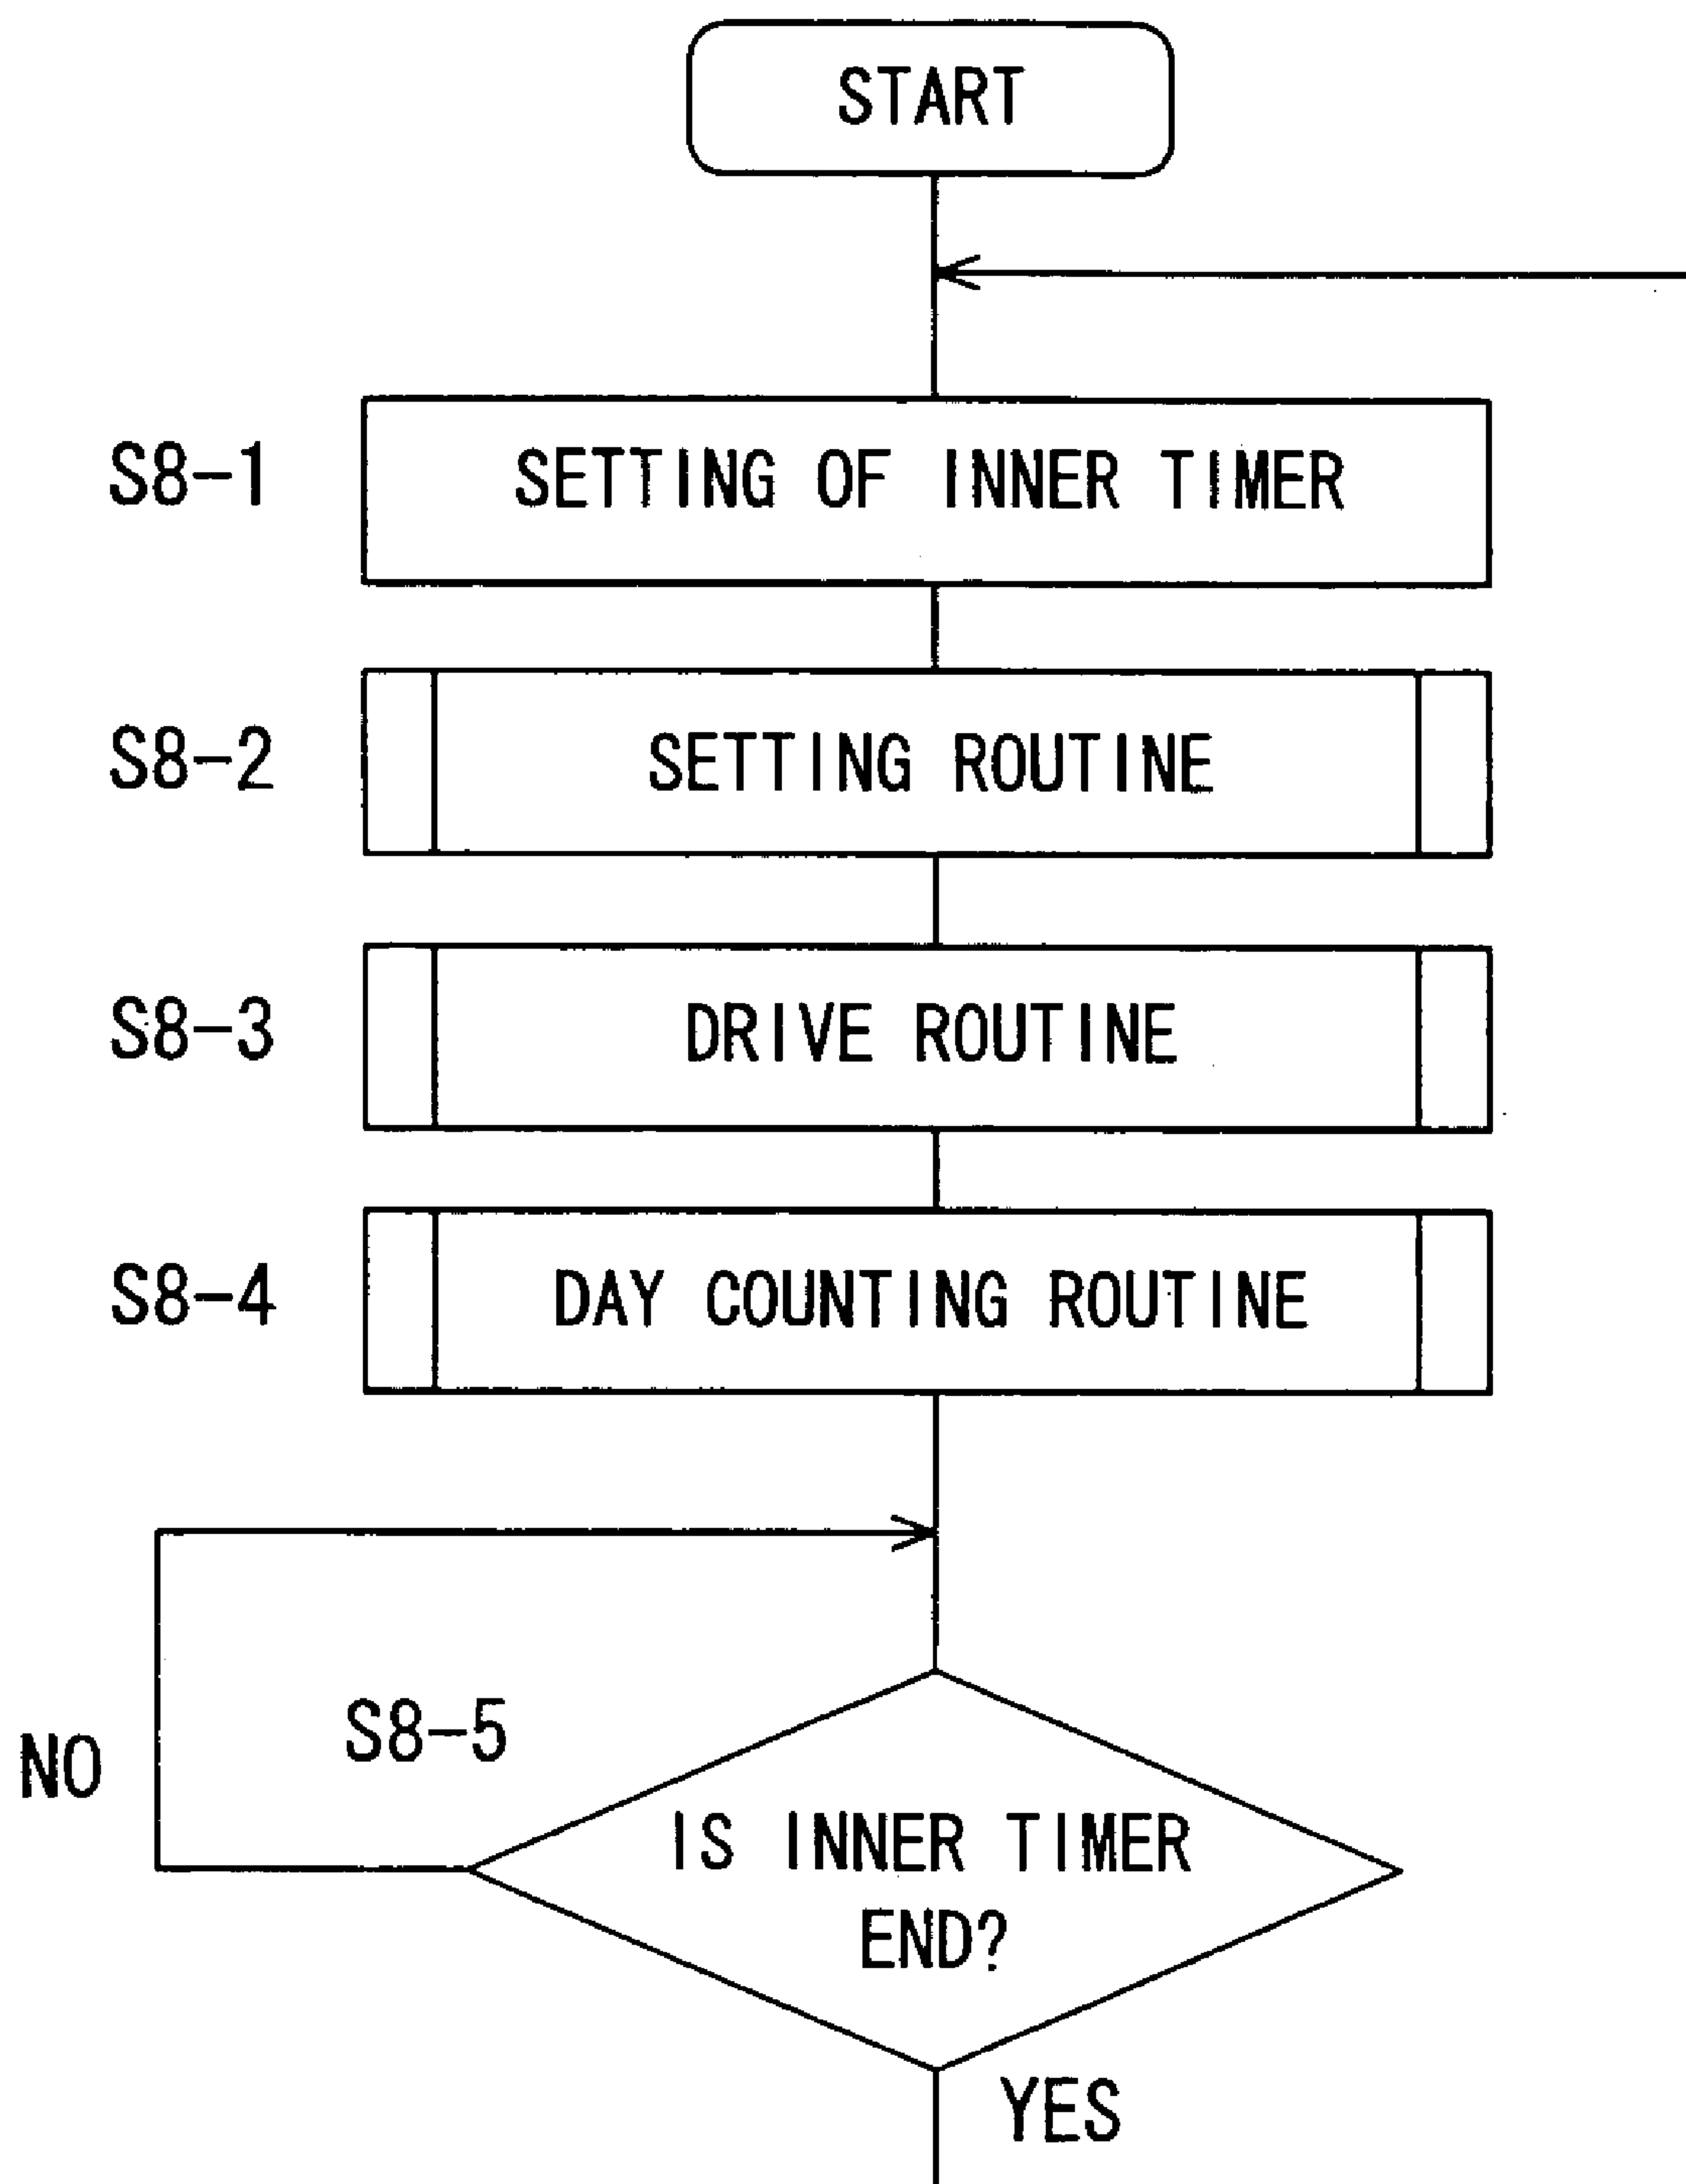 START
S8-1
SETTING OF INNER TIMER
S8-2
SETTING ROUTINE
S8-3
DRIVE ROUTINE
S8-4
DAY COUNTING ROUTINE
S8-5
NO
IS INNER TIMER
END?
YES